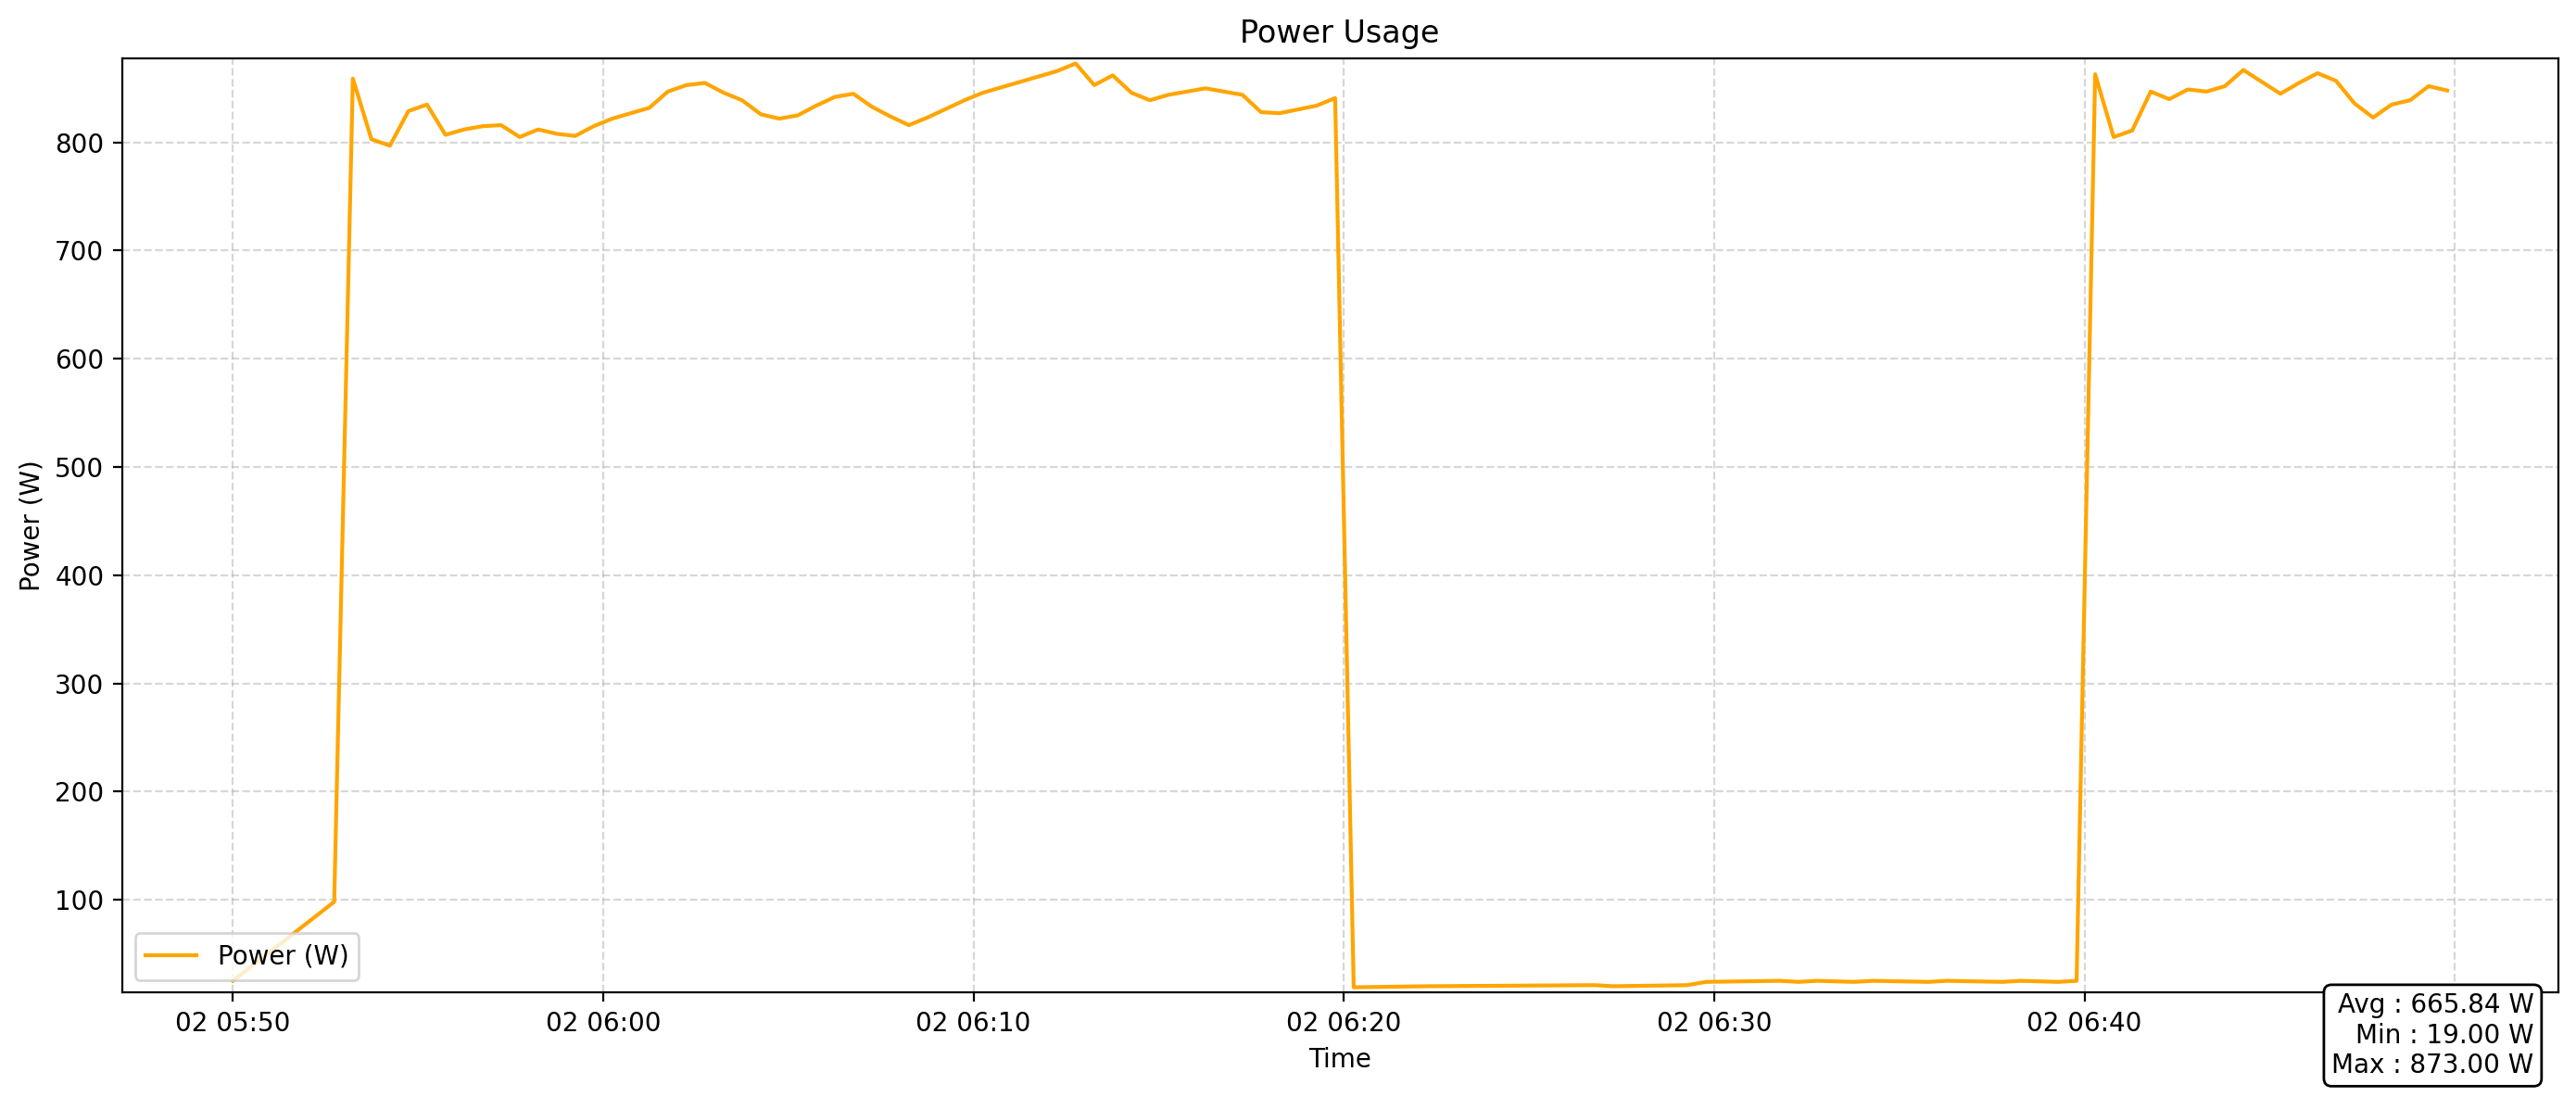 Power Usage
Power (W)
800
700
600
500
400
300
200
100
Power (W)
02 05:50
02 06:00
02 06:10
02 06:20
02 06:30
02 06:40
Time
Avg : 665.84 W
Min : 19.00 W
Max : 873.00 W